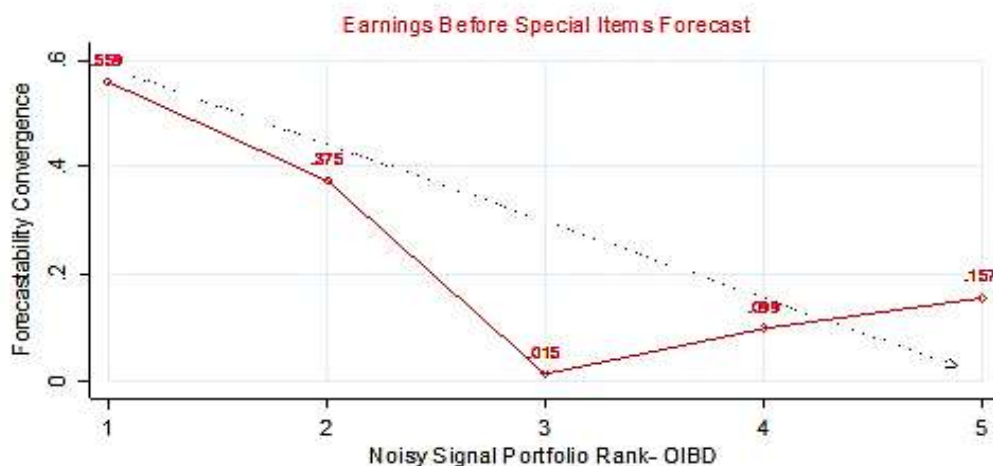 Earnings Before Special Items Forecast
Forecastability Convergence
.6
.4
.2
0
.559
.375
.015
.099
.157
1 2 3 4 5
Noisy Signal Portfolio Rank- OIBD